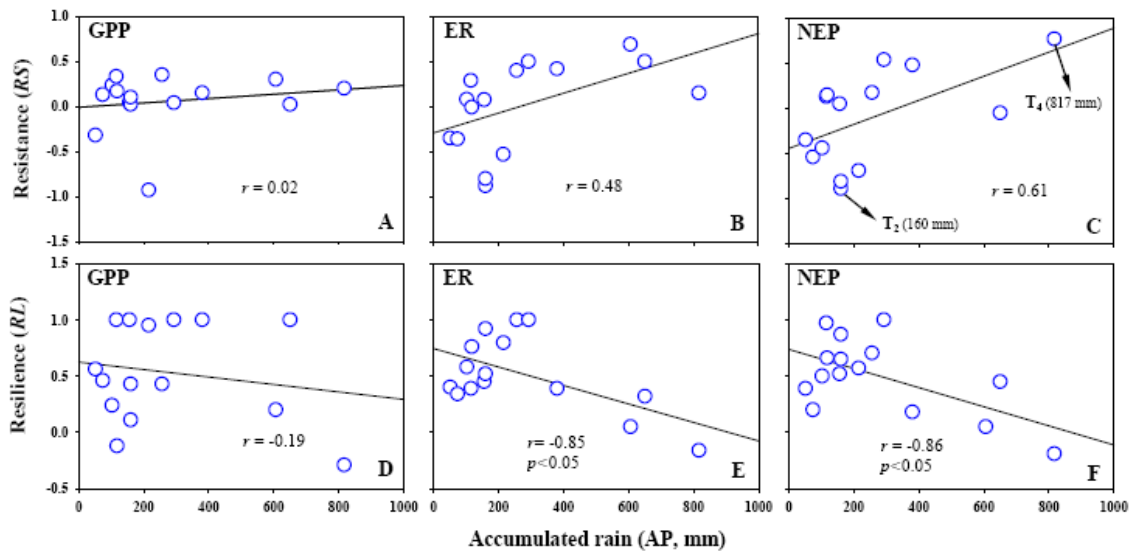 GPP
ER
NEP
1.0
0.5
0.0
-0.5
-1.0
-1.5
Resistance (RS)
T4 (817 mm)
r = 0.02
r = 0.48
r = 0.61
T2 (160 mm)
A
B
C
GPP
ER
NEP
1.5
1.0
0.5
0.0
-0.5
Resilience (RL)
r = -0.19
r= -0.85
p<0.05
r = -0.86
p<0.05
D
E
F
0 200 400 600 800 1000
0 200 400 600 800 1000
0 200 400 600 800 1000
Accumulated rain (AP, mm)